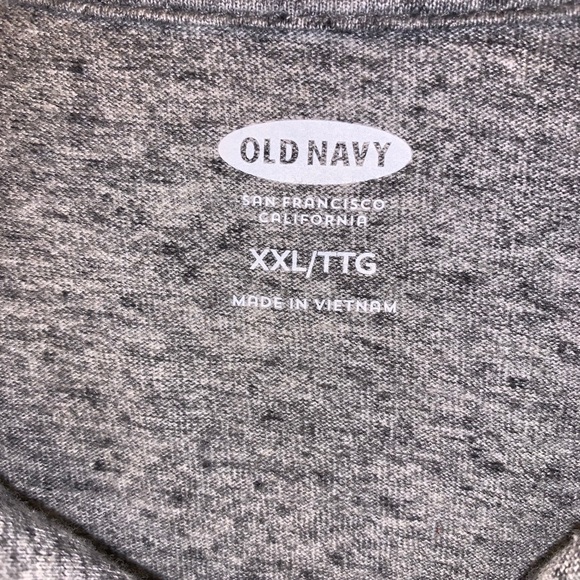 OLD NAVY
SAN FRANCISCO
CALIFORNIA
XXL/TTG
MADE IN VIETNAM